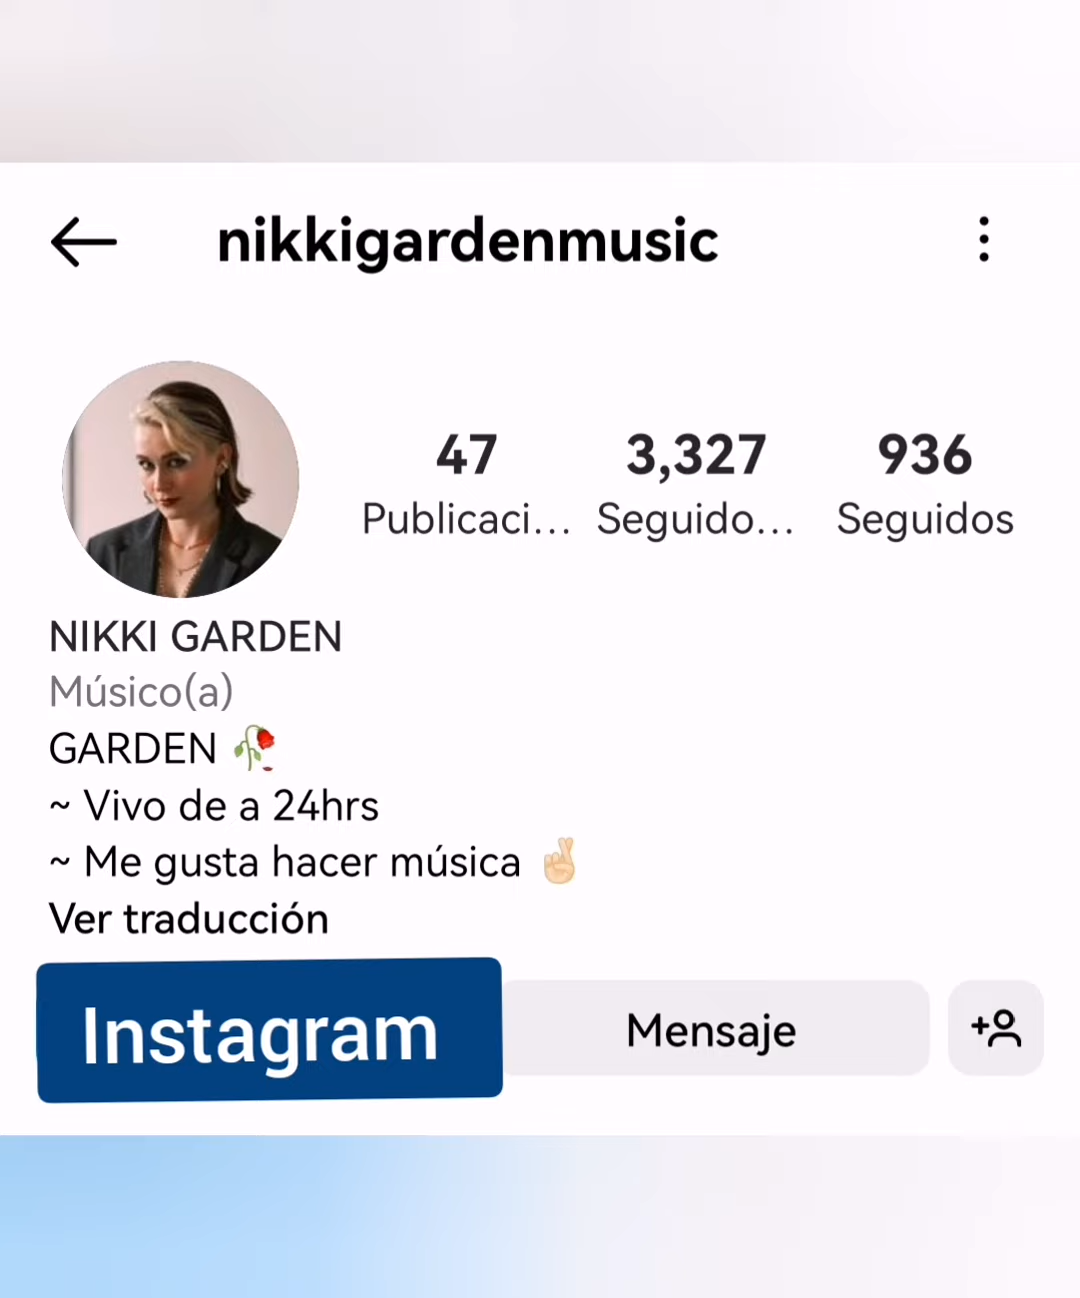 nikkigardenmusic
47 3,327 936
Publicaci... Seguido... Seguidos
NIKKI GARDEN
Músico(a)
GARDEN 🥀
~ Vivo de a 24hrs
~ Me gusta hacer música 🤞🏻
Ver traducción
Instagram Mensaje